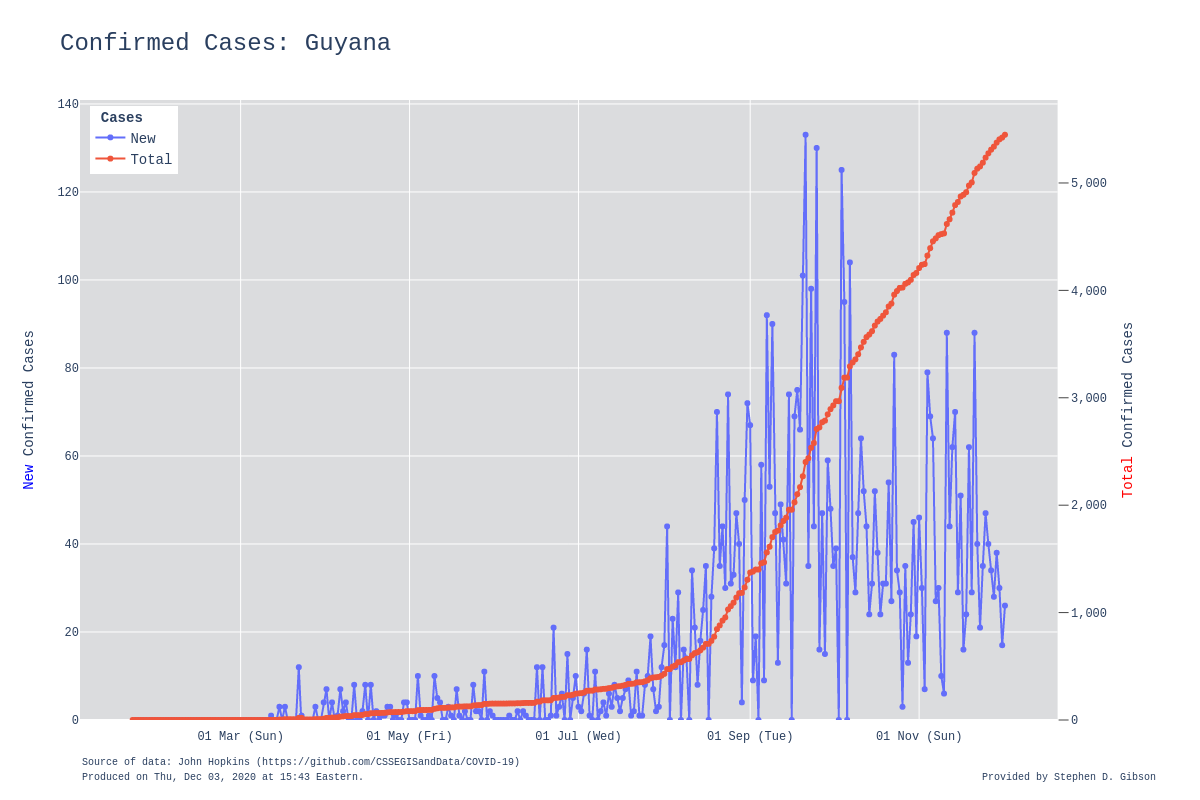 Confirmed Cases: Guyana
Cases
New
Total
140
120
100
80
60
40
20
0
5,000
4,000
3,000
2,000
1,000
0
New Confirmed Cases
Total Confirmed Cases
01 Mar (Sun)
01 May (Fri)
01 Jul (Wed)
01 Sep (Tue)
01 Nov (Sun)
Source of data: John Hopkins (https://github.com/CSSEGISandData/COVID-19)
Produced on Thu, Dec 03, 2020 at 15:43 Eastern.
Provided by Stephen D. Gibson